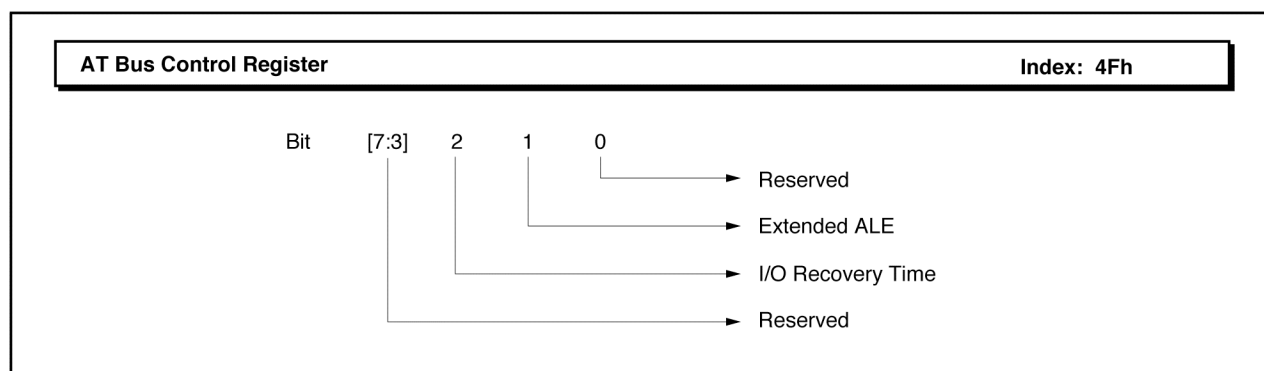 AT Bus Control Register Index: 4Fh
Bit [7:3] 2 1 0
Reserved
Extended ALE
I/O Recovery Time
Reserved